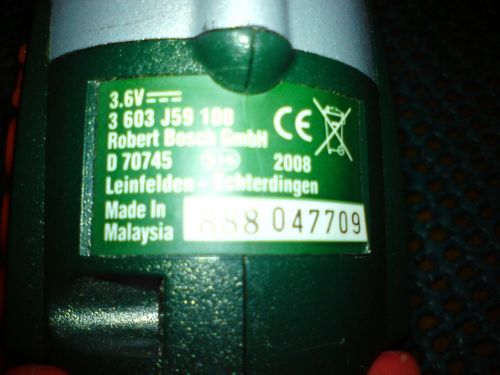 3.6V
3 603 J59 100
Robert Bosch GmbH
D 70745 2008
Leinfelden - Echterdingen
Made In
Malaysia
888 047709
CE